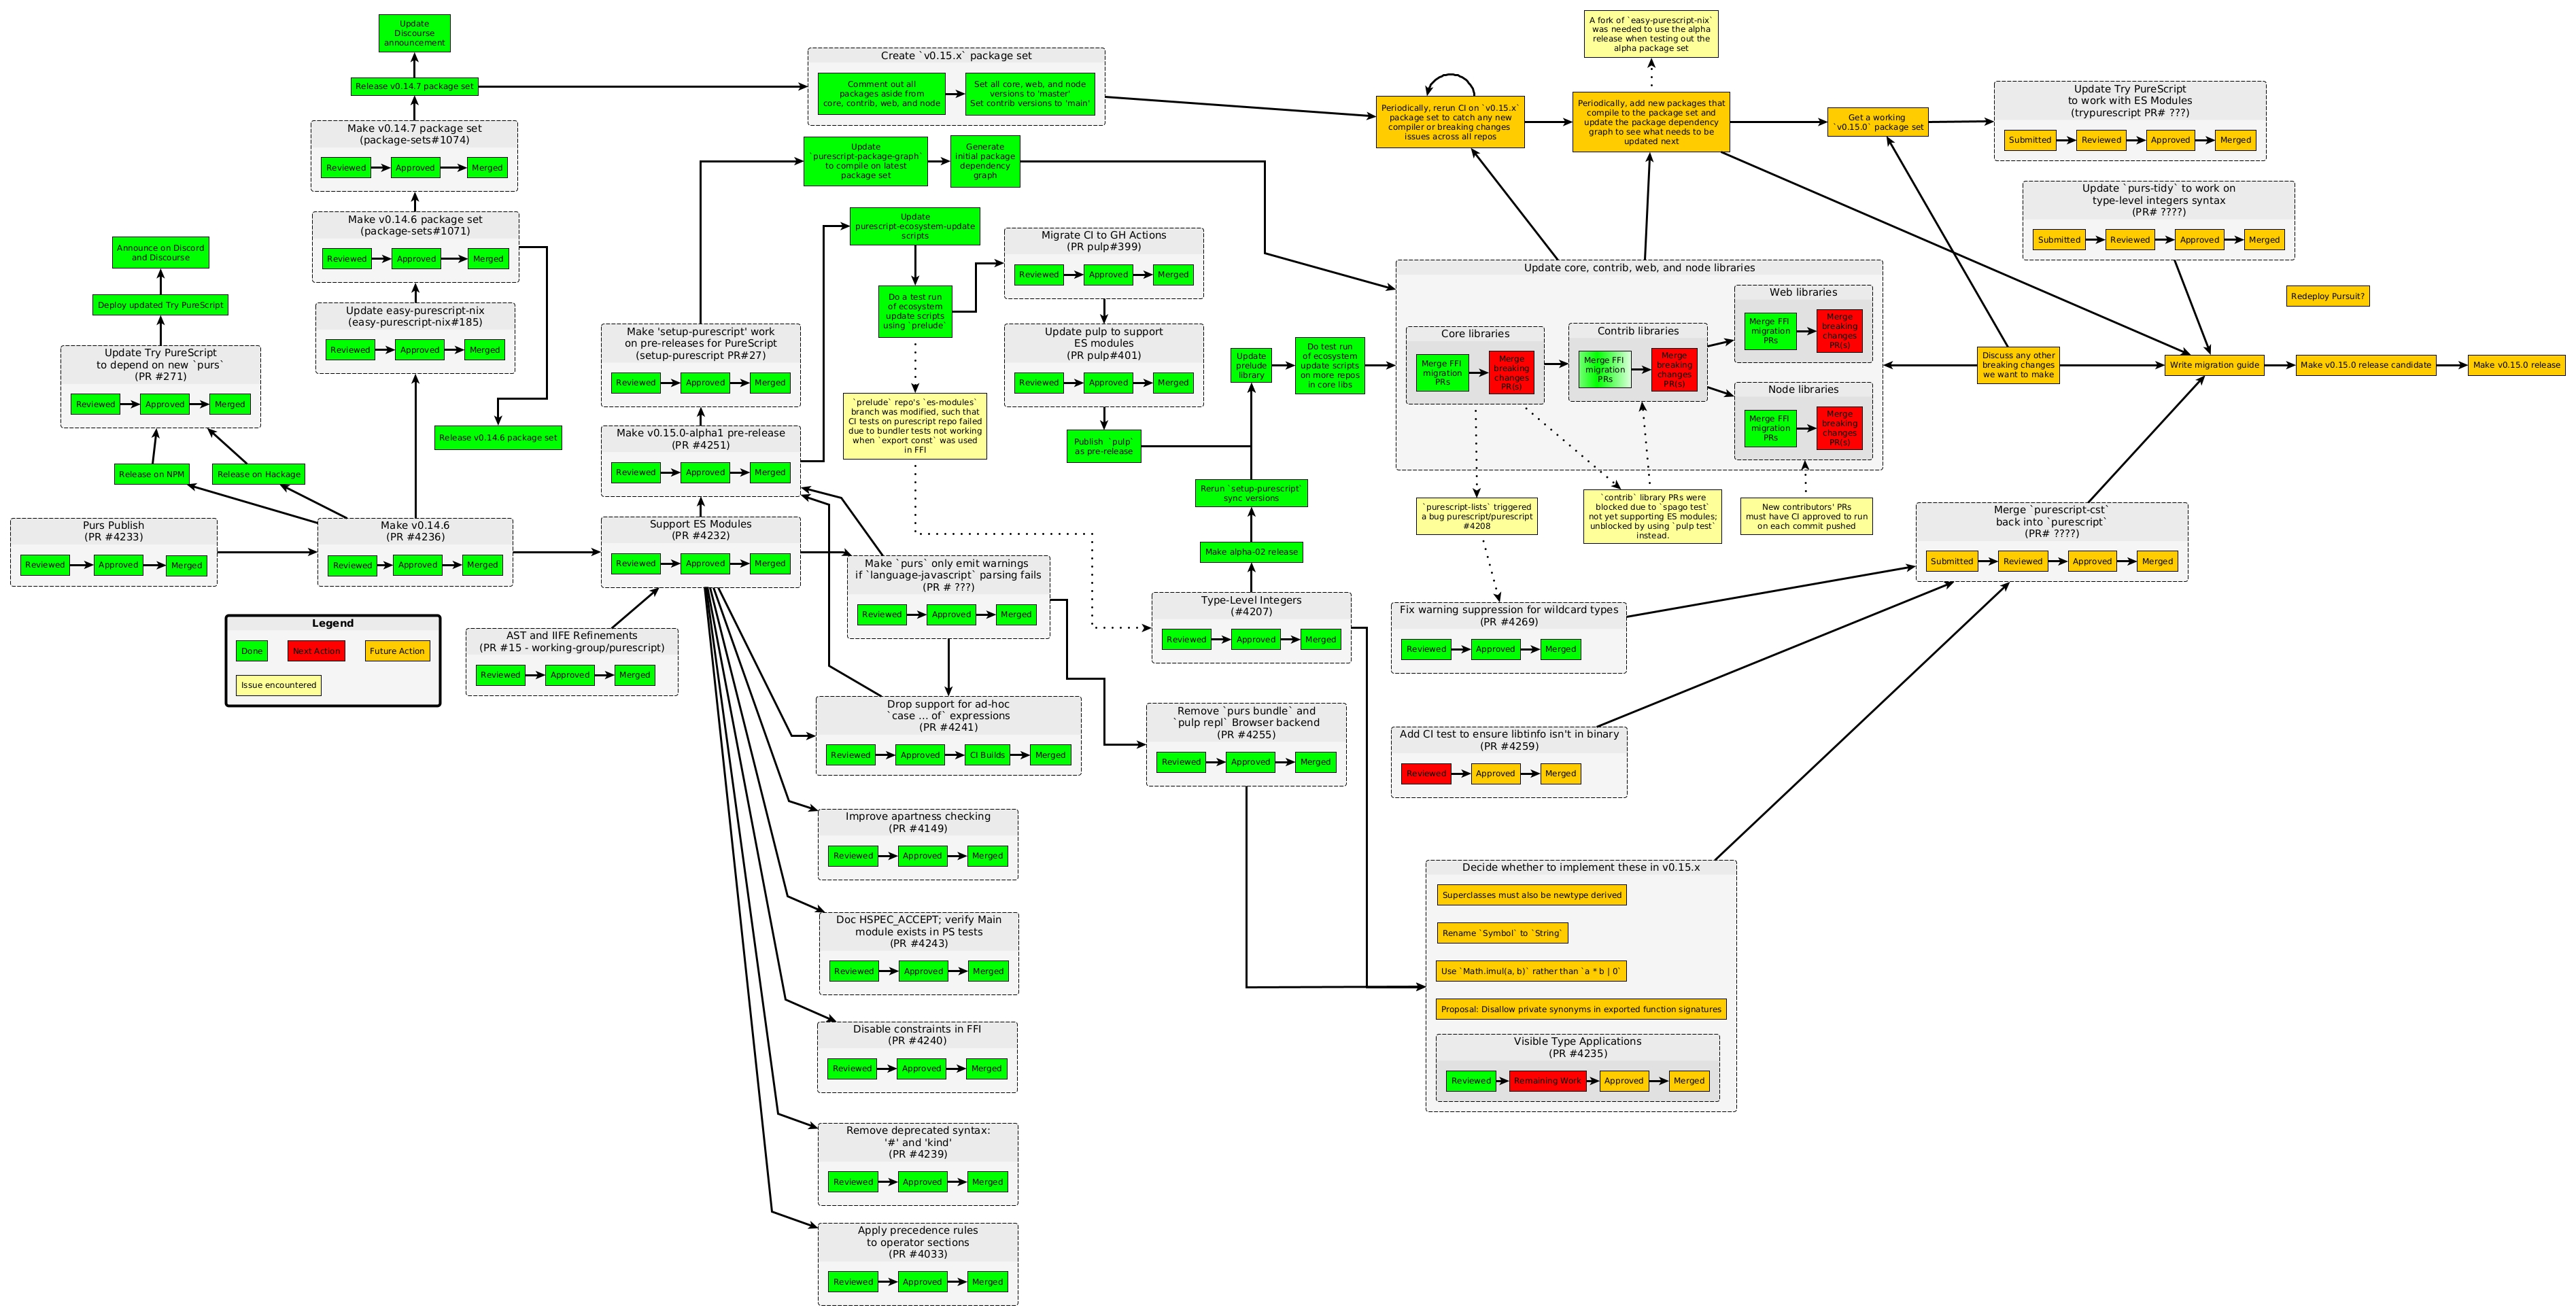 Update
Discourse
announcement
Release v0.14.7 package set
Make v0.14.7 package set
(package-sets#1074)
Reviewed
Approved
Merged
Make v0.14.6 package set
(package-sets#1071)
Reviewed
Approved
Merged
Announce on Discord
and Discourse
Deploy updated Try PureScript
Update easy-purescript-nix
(easy-purescript-nix#185)
Reviewed
Approved
Merged
Update Try PureScript
to depend on new `purs`
(PR #271)
Reviewed
Approved
Merged
Release v0.14.6 package set
Release on NPM
Release on Hackage
Purs Publish
(PR #4233)
Reviewed
Approved
Merged
Make v0.14.6
(PR #4236)
Reviewed
Approved
Merged
Legend
Done
Next Action
Future Action
Issue encountered
AST and IIFE Refinements
(PR #15 - working-group/purescript)
Reviewed
Approved
Merged
Create `v0.15.x` package set
Comment out all
packages aside from
core, contrib, web, and node
Set all core, web, and node
versions to 'master'
Set contrib versions to 'main'
Update
`purescript-package-graph`
to compile on latest
package set
Generate
initial package
dependency
graph
Update
purescript-ecosystem-update
scripts
Do a test run
of ecosystem
update scripts
using `prelude`
Make 'setup-purescript' work
on pre-releases for PureScript
(setup-purescript PR#27)
Reviewed
Approved
Merged
Make v0.15.0-alpha1 pre-release
(PR #4251)
Reviewed
Approved
Merged
Support ES Modules
(PR #4232)
Reviewed
Approved
Merged
`prelude` repo's `es-modules`
branch was modified, such that
CI tests on purescript repo failed
due to bundler tests not working
when `export const` was used
in FFI
Migrate CI to GH Actions
(PR pulp#399)
Reviewed
Approved
Merged
Update pulp to support
ES modules
(PR pulp#401)
Reviewed
Approved
Merged
Publish `pulp`
as pre-release
Update
prelude
library
Do test run
of ecosystem
update scripts
on more repos
in core libs
Rerun `setup-purescript`
sync versions
Make alpha-02 release
Type-Level Integers
(#4207)
Reviewed
Approved
Merged
Make `purs` only emit warnings
if `language-javascript` parsing fails
(PR # ???)
Reviewed
Approved
Merged
Drop support for ad-hoc
`case ... of` expressions
(PR #4241)
Reviewed
Approved
CI Builds
Merged
Remove `purs bundle` and
`pulp repl` Browser backend
(PR #4255)
Reviewed
Approved
Merged
Improve apartness checking
(PR #4149)
Reviewed
Approved
Merged
Doc HSPEC_ACCEPT; verify Main
module exists in PS tests
(PR #4243)
Reviewed
Approved
Merged
Disable constraints in FFI
(PR #4240)
Reviewed
Approved
Merged
Remove deprecated syntax:
'#' and 'kind'
(PR #4239)
Reviewed
Approved
Merged
Apply precedence rules
to operator sections
(PR #4033)
Reviewed
Approved
Merged
A fork of `easy-purescript-nix`
was needed to use the alpha
release when testing out the
alpha package set
Periodically, rerun CI on `v0.15.x`
package set to catch any new
compiler or breaking changes
issues across all repos
Periodically, add new packages that
compile to the package set and
update the package dependency
graph to see what needs to be
updated next
Get a working
`v0.15.0` package set
Update Try PureScript
to work with ES Modules
(trypurescript PR# ???)
Submitted
Reviewed
Approved
Merged
Update `purs-tidy` to work on
type-level integers syntax
(PR# ????)
Submitted
Reviewed
Approved
Merged
Redeploy Pursuit?
Update core, contrib, web, and node libraries
Core libraries
Merge FFI
migration
PRs
Merge
breaking
changes
PR(s)
Contrib libraries
Merge FFI
migration
PRs
Merge
breaking
changes
PR(s)
Web libraries
Merge FFI
migration
PRs
Merge
breaking
changes
PR(s)
Node libraries
Merge FFI
migration
PRs
Merge
breaking
changes
PR(s)
Discuss any other
breaking changes
we want to make
Write migration guide
Make v0.15.0 release candidate
Make v0.15.0 release
`purescript-lists` triggered
a bug purescript/purescript
#4208
`contrib` library PRs were
blocked due to `spago test`
not yet supporting ES modules;
unblocked by using `pulp test`
instead.
New contributors' PRs
must have CI approved to run
on each commit pushed
Merge `purescript-cst`
back into `purescript`
(PR# ????)
Submitted
Reviewed
Approved
Merged
Fix warning suppression for wildcard types
(PR #4269)
Reviewed
Approved
Merged
Add CI test to ensure libtinfo isn't in binary
(PR #4259)
Reviewed
Approved
Merged
Decide whether to implement these in v0.15.x
Superclasses must also be newtype derived
Rename `Symbol` to `String`
Use `Math.imul(a, b)` rather than `a * b | 0`
Proposal: Disallow private synonyms in exported function signatures
Visible Type Applications
(PR #4235)
Reviewed
Remaining Work
Approved
Merged